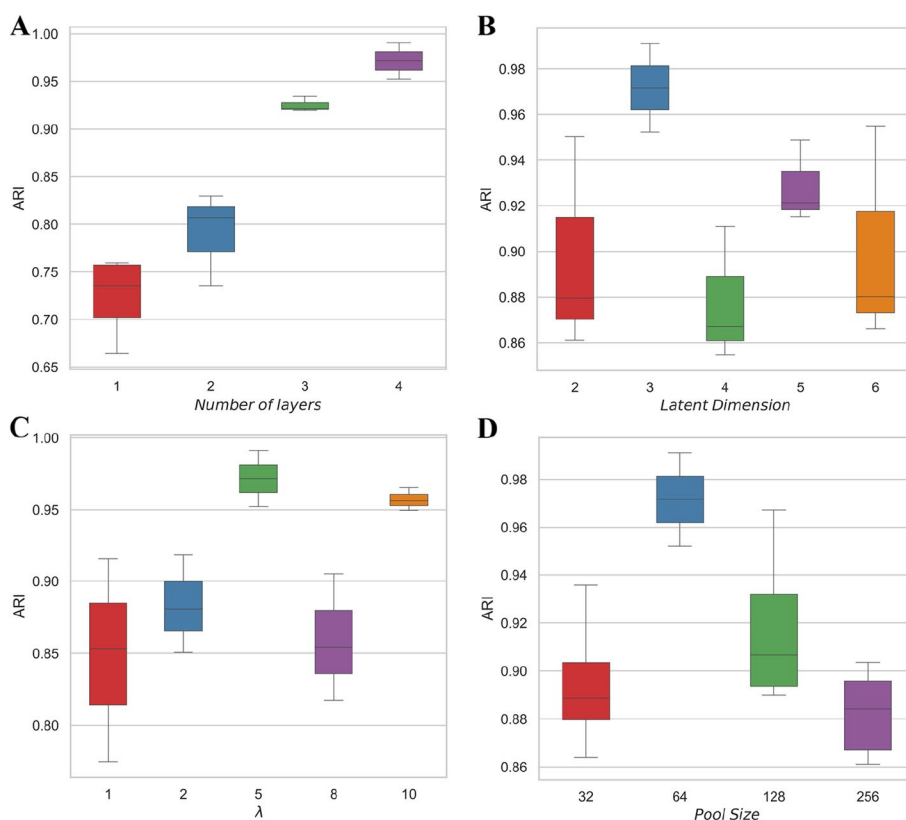 A
1.00
0.95
0.90
0.85
0.80
0.75
0.70
0.65
ARI
1 2 3 4
Number of layers
B
0.98
0.96
0.94
0.92
0.90
0.88
0.86
ARI
2 3 4 5 6
Latent Dimension
C
1.00
0.95
0.90
0.85
0.80
ARI
1 2 5 8 10
λ
D
0.98
0.96
0.94
0.92
0.90
0.88
0.86
ARI
32 64 128 256
Pool Size